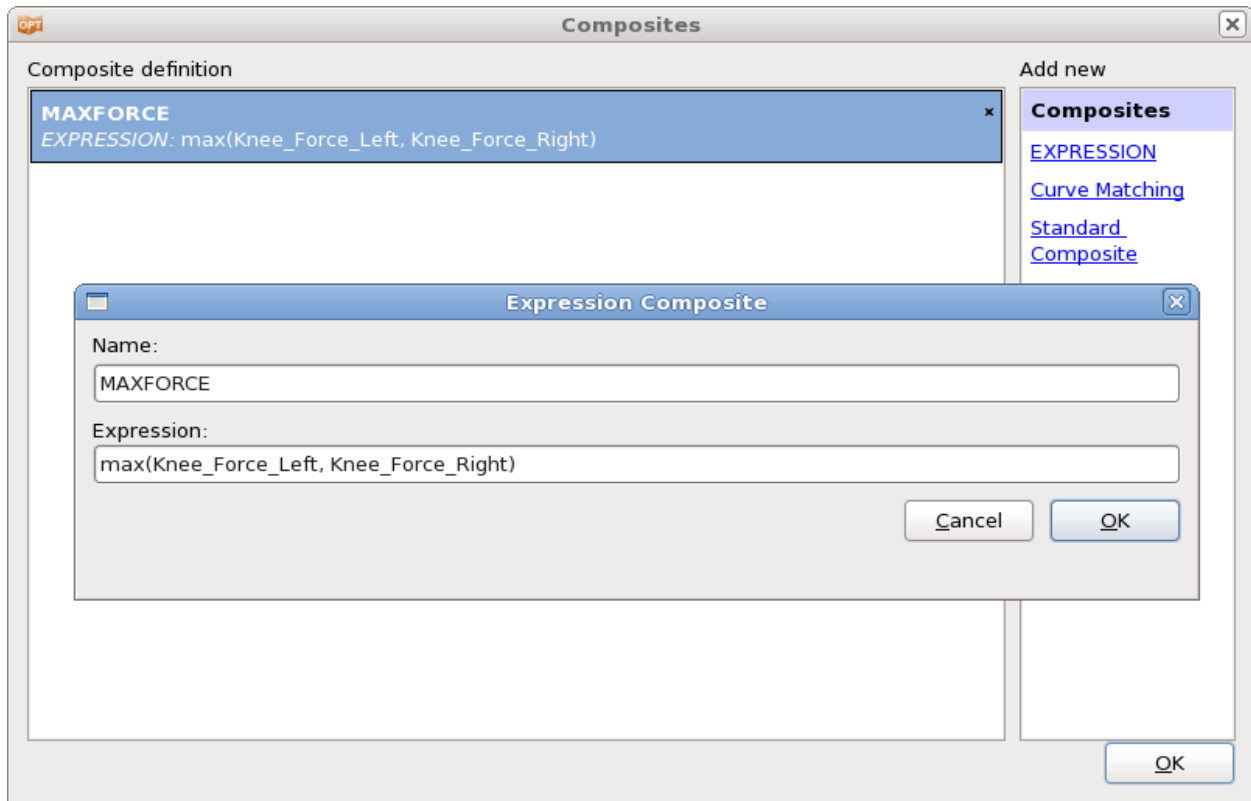 OPT
Composites
Composite definition
Add new
MAXFORCE
EXPRESSION: max(Knee_Force_Left, Knee_Force_Right)
Composites
EXPRESSION
Curve Matching
Standard
Composite
Expression Composite
Name:
MAXFORCE
Expression:
max(Knee_Force_Left, Knee_Force_Right)
Cancel
OK
OK